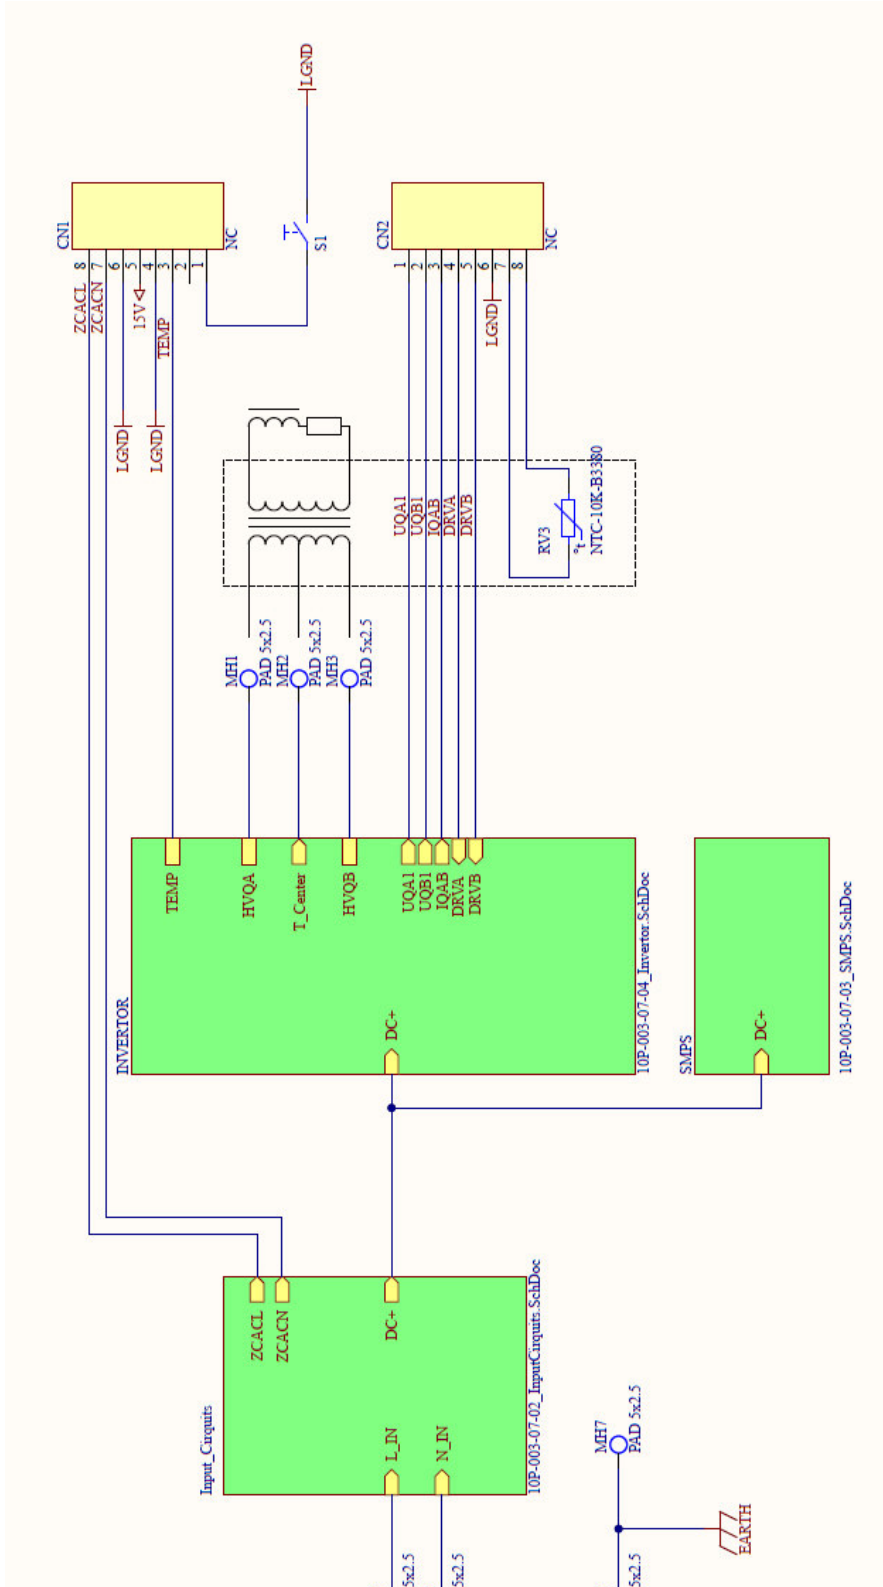 LGND
CN1
NC
8
7
6
5
4
3
2
1
ZCACL
ZCACN
15V
TEMP
LGND
LGND
S1
CN2
NC
1
2
3
4
5
6
7
8
LGND
UQA1
UQB1
IQAB
DRVA
DRVB
RV3
°t
NTC-10K-B3380
MH1
PAD 5x2.5
MH2
PAD 5x2.5
MH3
PAD 5x2.5
INVERTOR
TEMP
HVQA
T_Center
HVQB
UQA1
UQB1
IQAB
DRVA
DRVB
DC+
10P-003-07-04_Invertor.SchDoc
SMPS
DC+
10P-003-07-03_SMPS.SchDoc
Input_Cirquits
ZCACL
ZCACN
DC+
L_IN
N_IN
10P-003-07-02_InputCirquits.SchDoc
MH7
PAD 5x2.5
EARTH
5x2.5
5x2.5
5x2.5